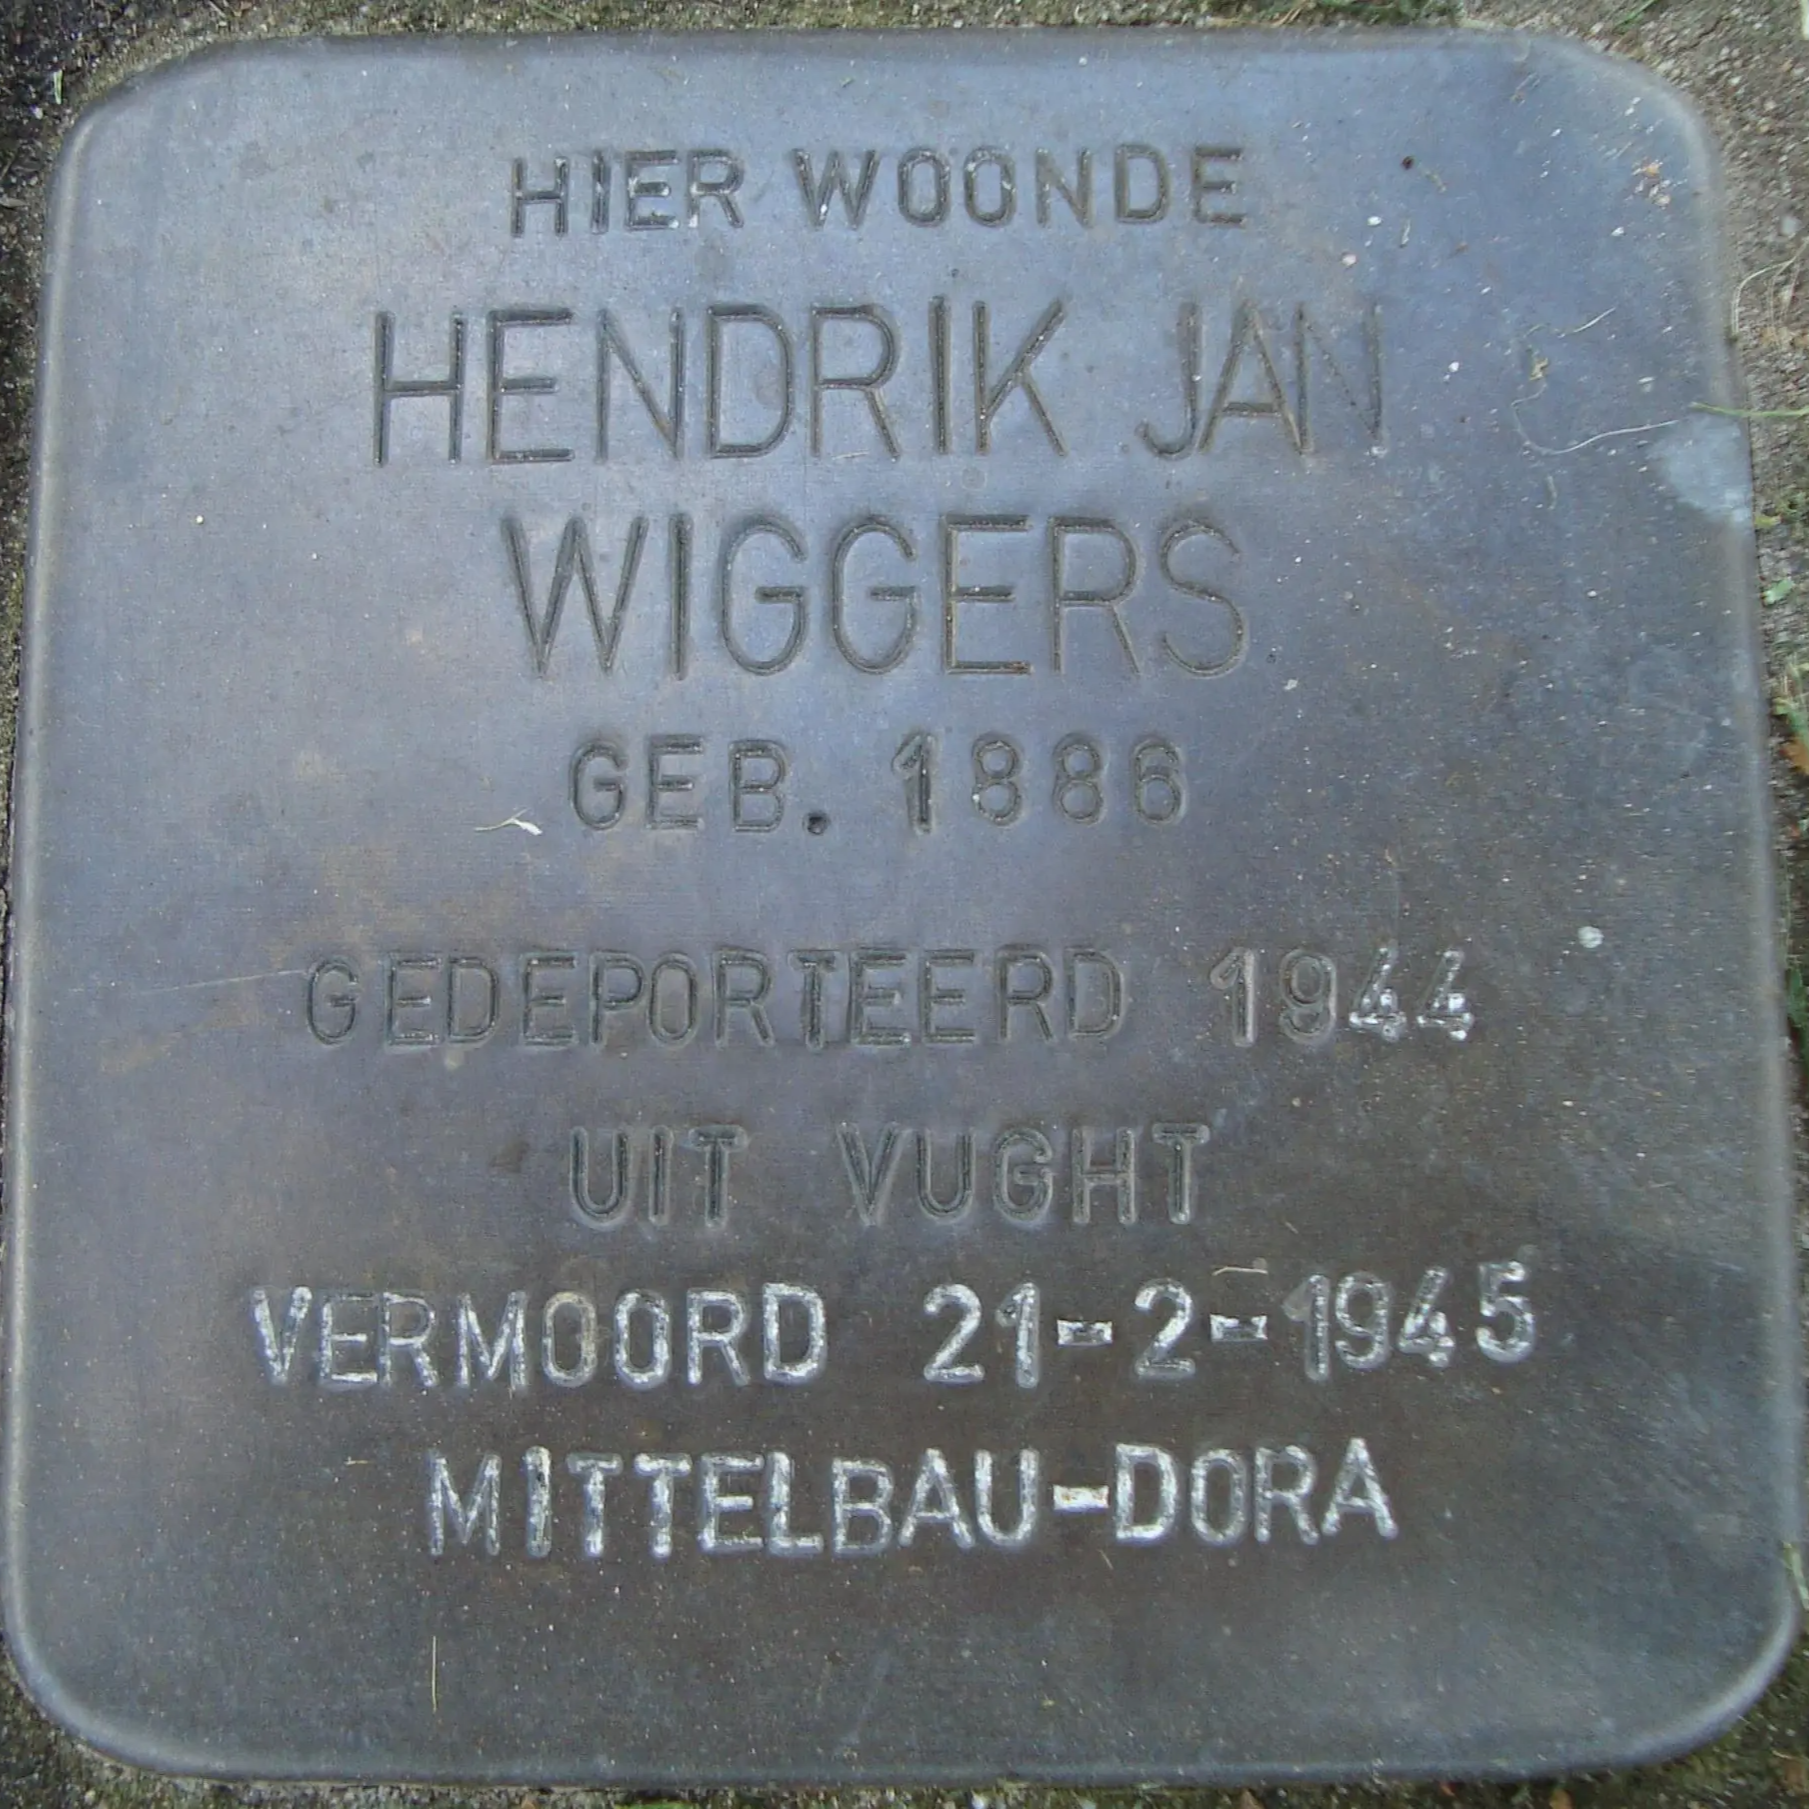 HIER WOONDE
HENDRIK JAN
WIGGERS
GEB. 1886
GEDEPORTEERD 1944
UIT VUGHT
VERMOORD 21-2-1945
MITTELBAU-DORA